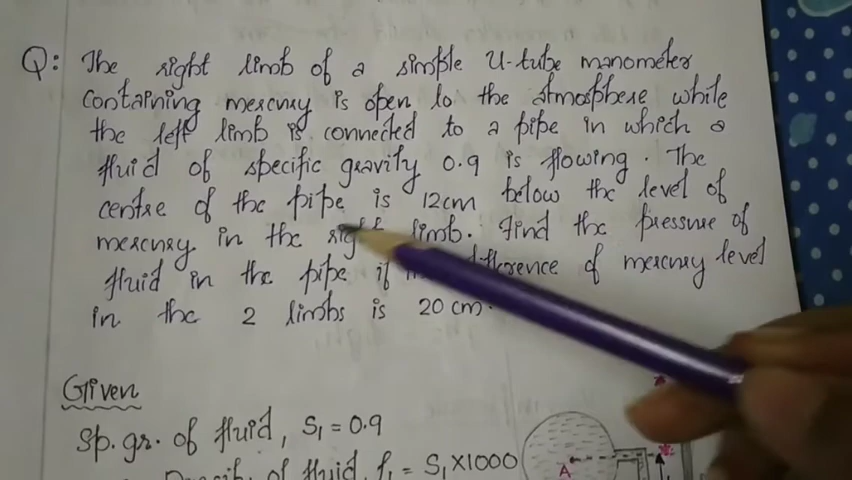 Q: The right limb of a simple U-tube manometer
containing mercury is open to the atmosphere while
the left limb is connected to a pipe in which a
fluid of specific gravity 0.9 is flowing. The
centre of the pipe is 12cm below the level of
mercury in the right limb. Find the pressure of
fluid in the pipe if difference of mercury level
in the 2 limbs is 20 cm.
Given
Sp. gr. of fluid, S₁ = 0.9
of fluid, ρ₁ = S₁ X1000
A